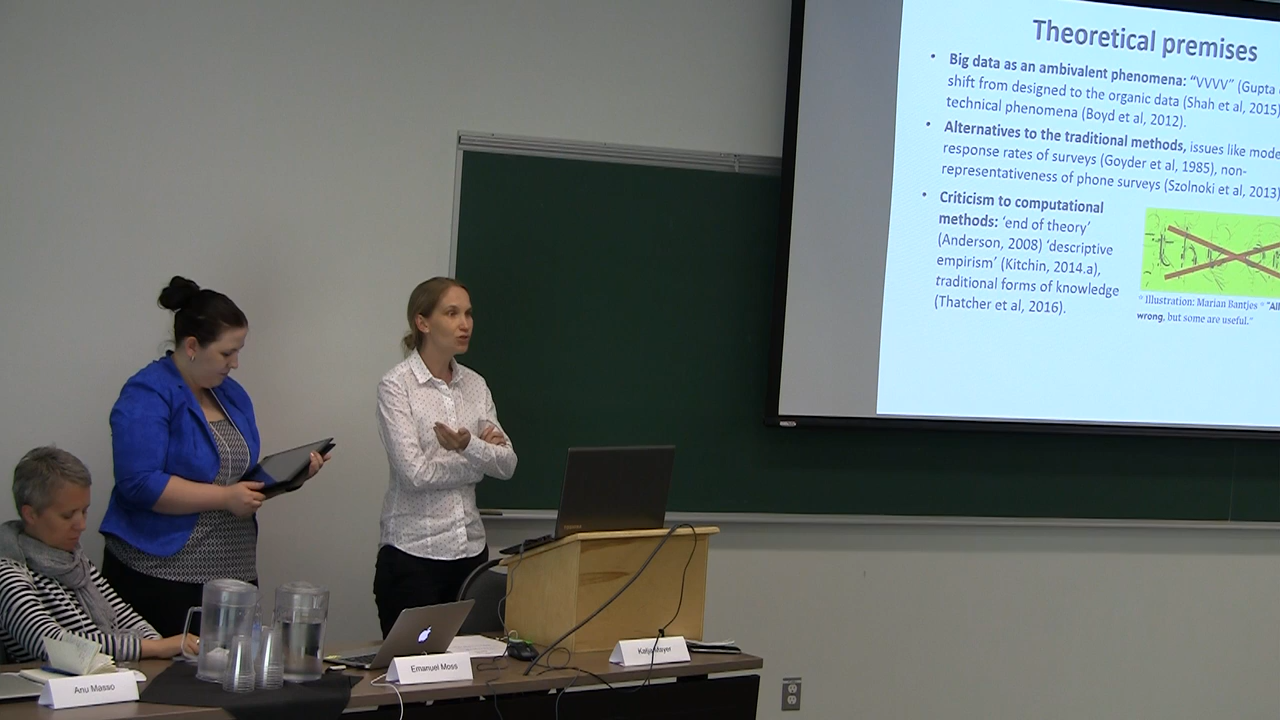 Theoretical premises
• Big data as an ambivalent phenomena: “VVVV” (Gupta
shift from designed to the organic data (Shah et al, 2015)
technical phenomena (Boyd et al, 2012).
• Alternatives to the traditional methods, issues like mode
response rates of surveys (Goyder et al, 1985), non-
representativeness of phone surveys (Szolnoki et al, 2013)
• Criticism to computational
methods: ‘end of theory’
(Anderson, 2008) ‘descriptive
empirism’ (Kitchin, 2014.a),
traditional forms of knowledge
(Thatcher et al, 2016).
" Illustration: Marian Bantjes " "All
wrong, but some are useful."
TOSHIBA
Katja Mayer
Emanuel Moss
Anu Masso